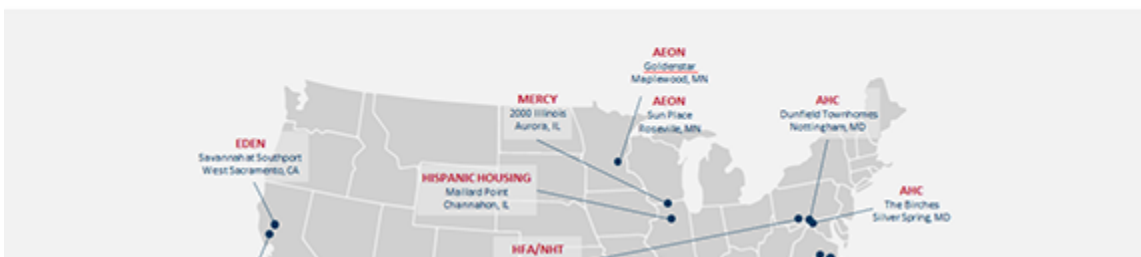 AEON
Goldenstar
Maplewood, MN
MERCY
2000 Illinois
Aurora, IL
AEON
Sun Place
Roseville, MN
AHC
Dunfield Townhomes
Nottingham, MD
EDEN
Savannah at Southport
West Sacramento, CA
HISPANIC HOUSING
Mallard Point
Channahon, IL
AHC
The Birches
Silver Spring, MD
HFA/NHT